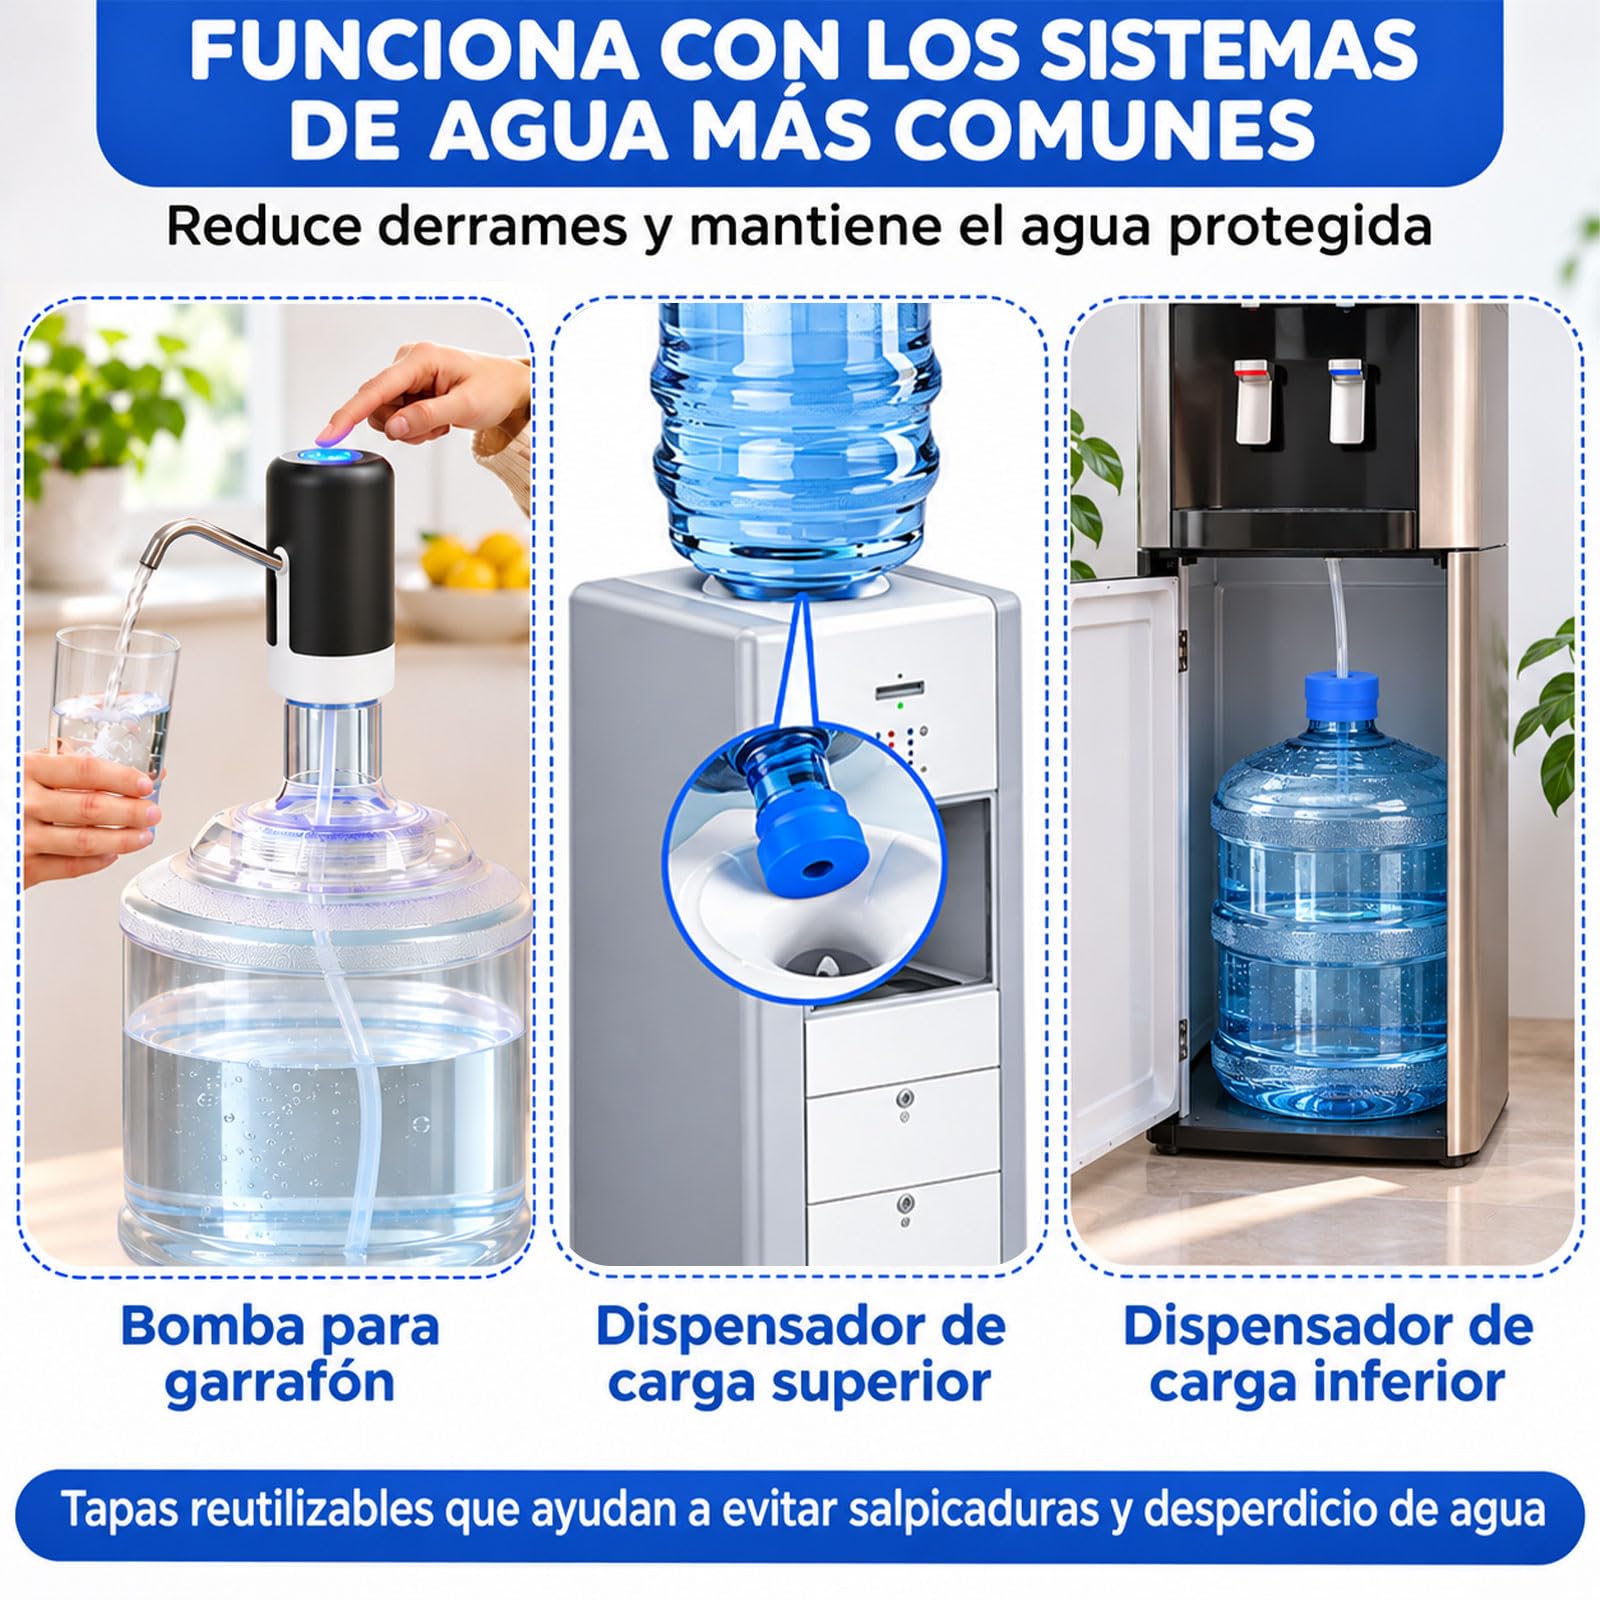 FUNCIONA CON LOS SISTEMAS
DE AGUA MÁS COMUNES
Reduce derrames y mantiene el agua protegida
Bomba para
garrafón
Dispensador de
carga superior
Dispensador de
carga inferior
Tapas reutilizables que ayudan a evitar salpicaduras y desperdicio de agua